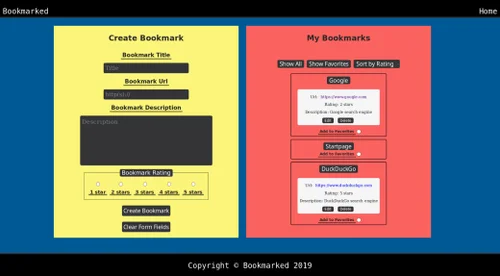 Bookmarked
Home
Create Bookmark
Bookmark Title
Title
Bookmark Url
http(s)://
Bookmark Description
Description
Bookmark Rating
1 star 2 stars 3 stars 4 stars 5 stars
Create Bookmark
Clear Form Fields
My Bookmarks
Show All Show Favorites Sort by Rating
Google
Url: https://www.google.com
Description: Google search engine
Edit Delete
Add to Favorites
Startpage
Add to Favorites
DuckDuckGo
Url: https://www.duckduckgo.com
Rating: 5 stars
Description: DuckDuckGo search engine
Edit Delete
Add to Favorites
Copyright © Bookmarked 2019